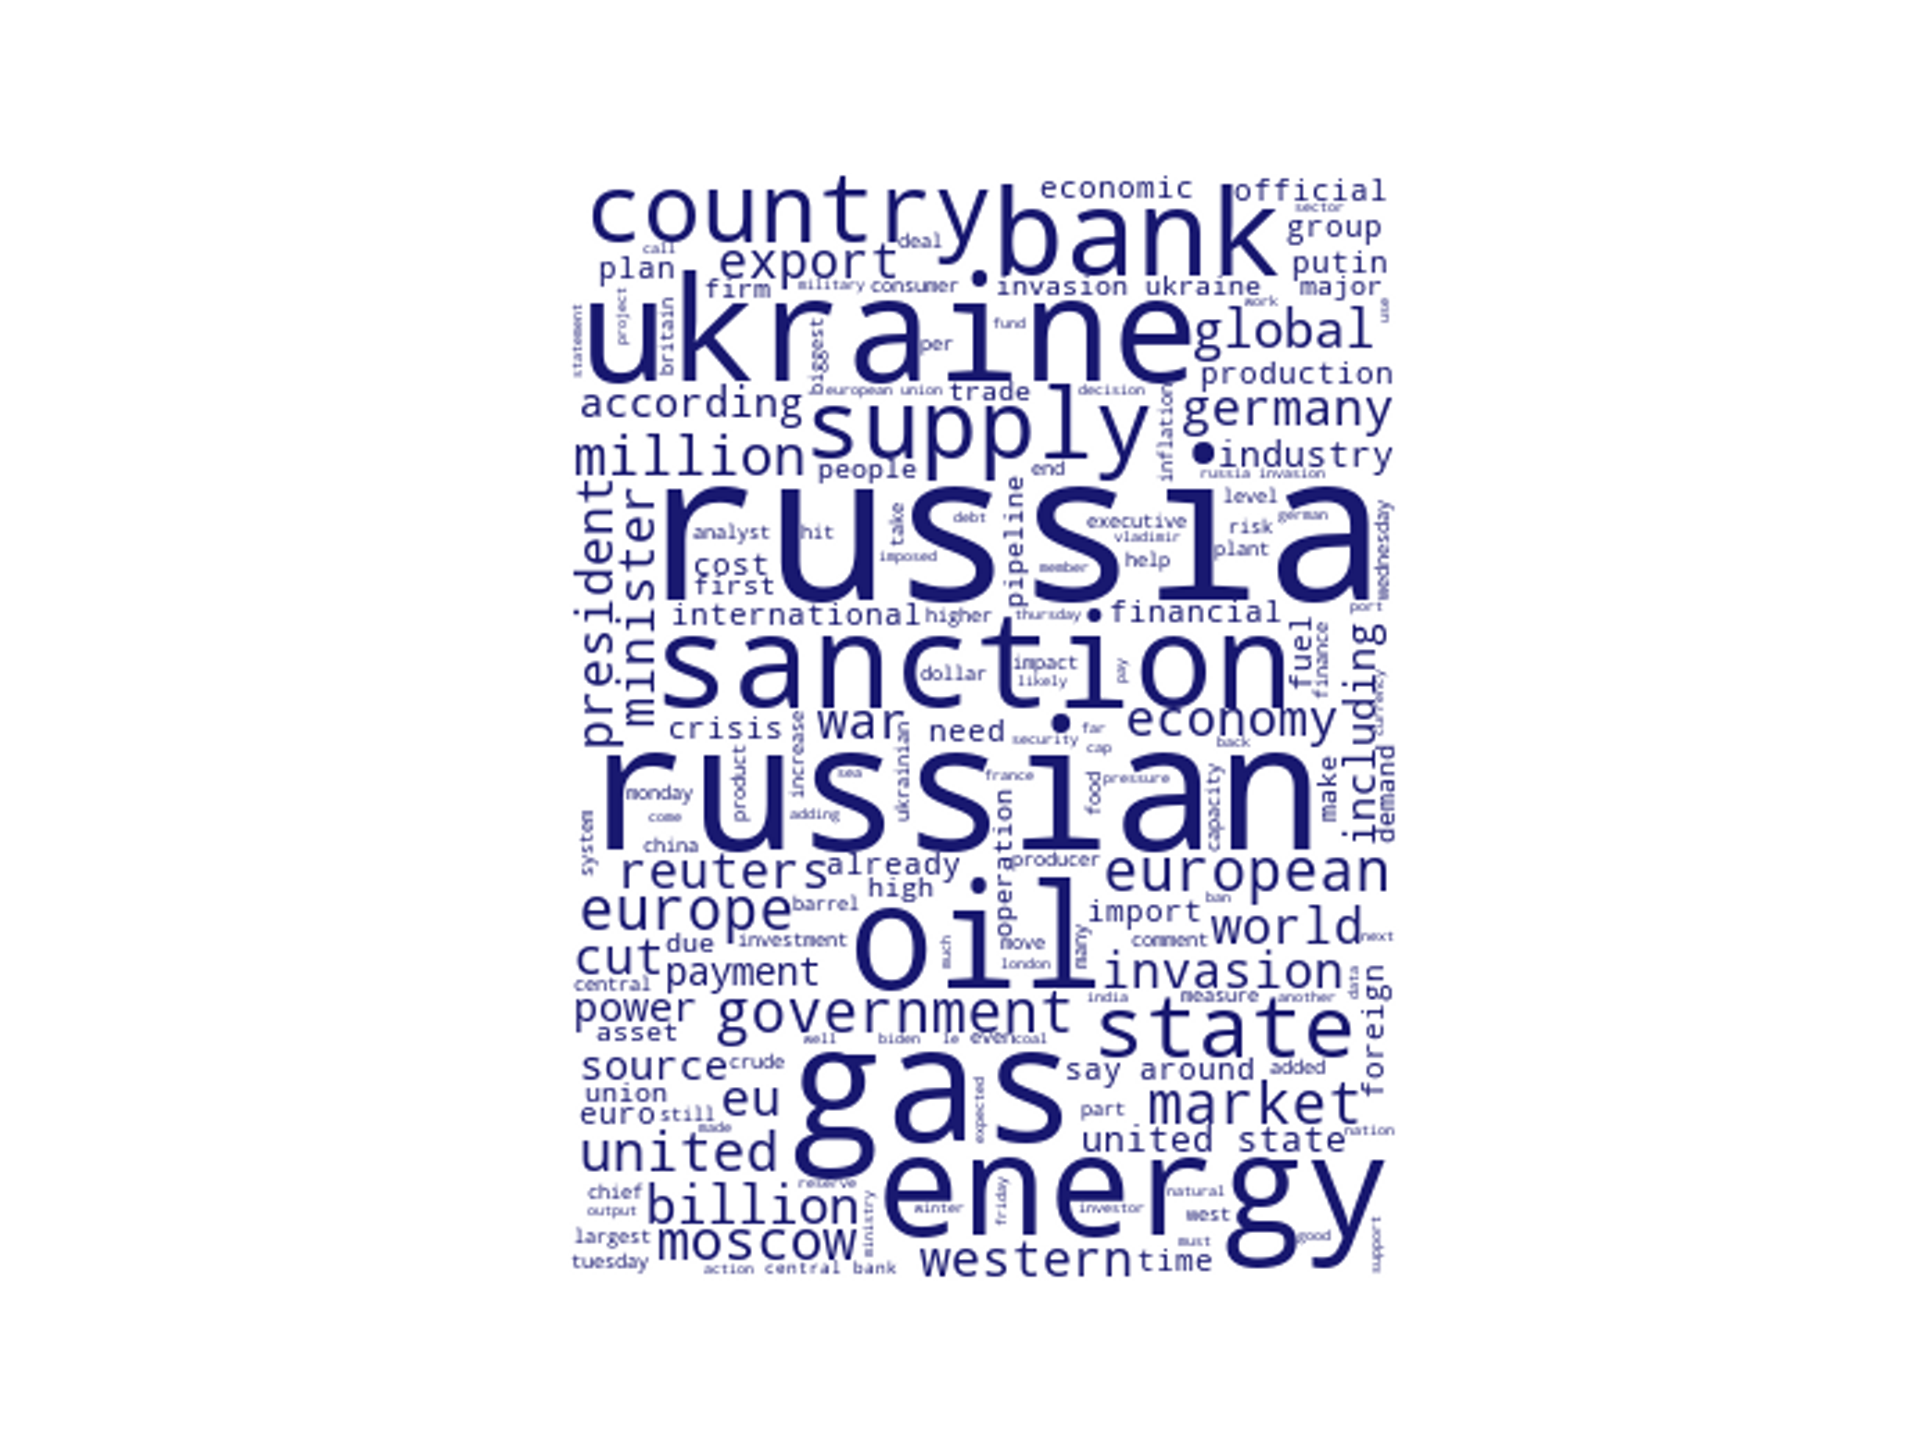 country
bank
economic
official
sector
group
call
deal
export
plan
putin
firm
military
consumer
invasion ukraine
major
statement
project
britain
ukraine
biggest
per
fund
work
use
global
production
european union
trade
decision
according
supply
inflation
germany
million
people
end
industry
russia invasion
president
minister
russia
analyst
hit
take
debt
imposed
pipeline
executive
vladimir
member
help
level
german
risk
plant
wednesday
cost
first
international
higher
thursday
financial
port
sanction
dollar
impact
likely
pay
fuel
finance
including
currency
crisis
war
need
security
far
cap
economy
back
russian
monday
come
product
increase
sea
adding
ukrainian
france
food
pressure
capacity
make
demand
system
china
reuters
already
high
operation
producer
european
europe
barrel
oil
import
ban
world
next
cut
due
investment
payment
much
move
london
many
comment
invasion
central
power
government
india
measure
another
data
foreign
asset
well
biden
le
even
coal
state
source
crude
gas
say around
added
union
eu
euro
still
made
expected
part
market
united
united state
nation
energy
chief
output
billion
reserve
ministry
winter
friday
investor
natural
west
must
good
support
largest
moscow
tuesday
action
central bank
western
time